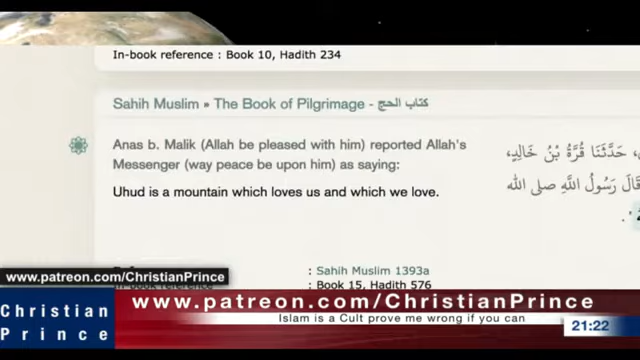 In-book reference : Book 10, Hadith 234
Sahih Muslim » The Book of Pilgrimage - كتاب الحج
Anas b. Malik (Allah be pleased with him) reported Allah's
Messenger (way peace be upon him) as saying:
Uhud is a mountain which loves us and which we love.
حَدَّثَنَا قُرَّةُ بْنُ خَالِدٍ،
قَالَ رَسُولُ اللَّهِ صلى الله
: Sahih Muslim 1393a
: Book 15, Hadith 576
www.patreon.com/ChristianPrince
www.patreon.com/ChristianPrince
Christian
Prince
Islam is a Cult prove me wrong if you can
21:22